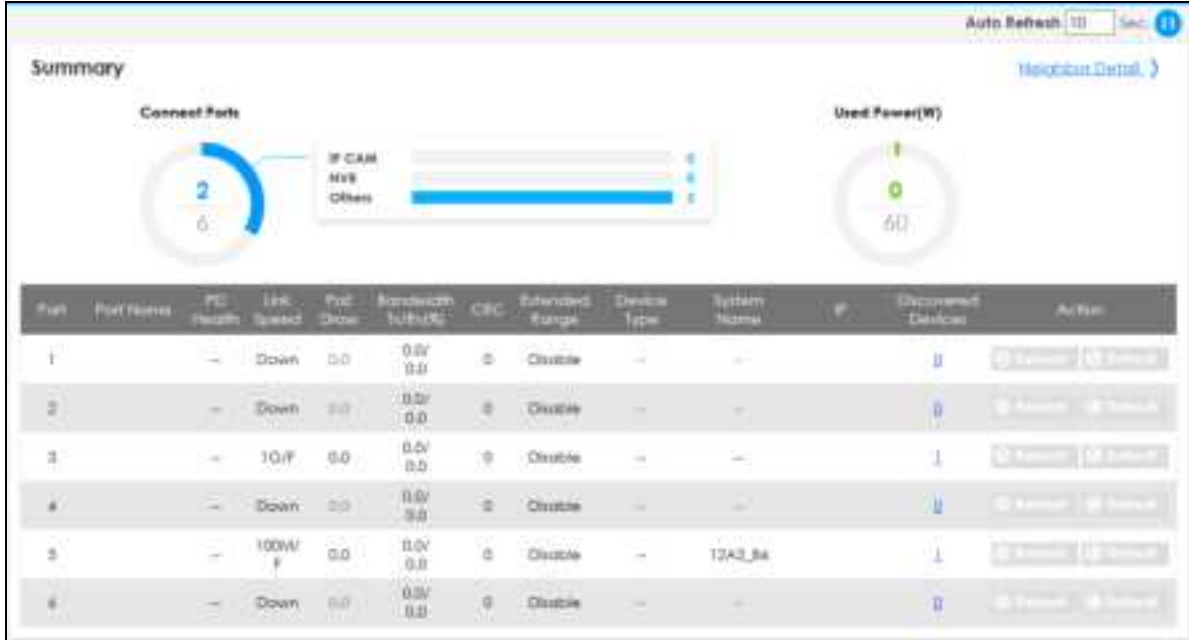 Auto Refresh 10 Sec.
Summary
Neighbor Detail
Connect Ports
Used Power(W)
IP CAM 0
NVR 0
Others
2
6
0
60
Port Port Name PD Health Link Speed PoE Draw Bandwidth Tx/Rx(%) CRC Extended Range Device Type System Name IP Discovered Devices Action
1 -- Down 0.0 0.0/ 0.0 0 Disable -- -- 0
2 -- Down 0.0 0.0/ 0.0 0 Disable -- -- 0
3 -- 1G/F 0.0 0.0/ 0.0 0 Disable -- -- 1
4 -- Down 0.0 0.0/ 0.0 0 Disable -- -- 0
5 -- 100M/ F 0.0 0.0/ 0.0 0 Disable -- 1
6 -- Down 0.0 0.0/ 0.0 0 Disable -- -- 0